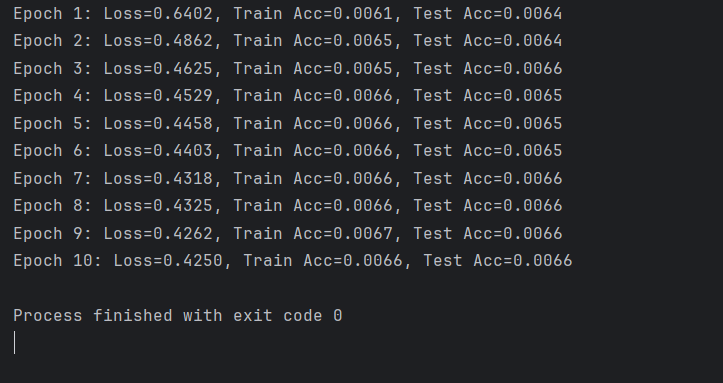 Epoch 1: Loss=0.6402, Train Acc=0.0061, Test Acc=0.0064
Epoch 2: Loss=0.4862, Train Acc=0.0065, Test Acc=0.0064
Epoch 3: Loss=0.4625, Train Acc=0.0065, Test Acc=0.0066
Epoch 4: Loss=0.4529, Train Acc=0.0066, Test Acc=0.0065
Epoch 5: Loss=0.4458, Train Acc=0.0066, Test Acc=0.0065
Epoch 6: Loss=0.4403, Train Acc=0.0066, Test Acc=0.0065
Epoch 7: Loss=0.4318, Train Acc=0.0066, Test Acc=0.0066
Epoch 8: Loss=0.4325, Train Acc=0.0066, Test Acc=0.0066
Epoch 9: Loss=0.4262, Train Acc=0.0067, Test Acc=0.0066
Epoch 10: Loss=0.4250, Train Acc=0.0066, Test Acc=0.0066
Process finished with exit code 0